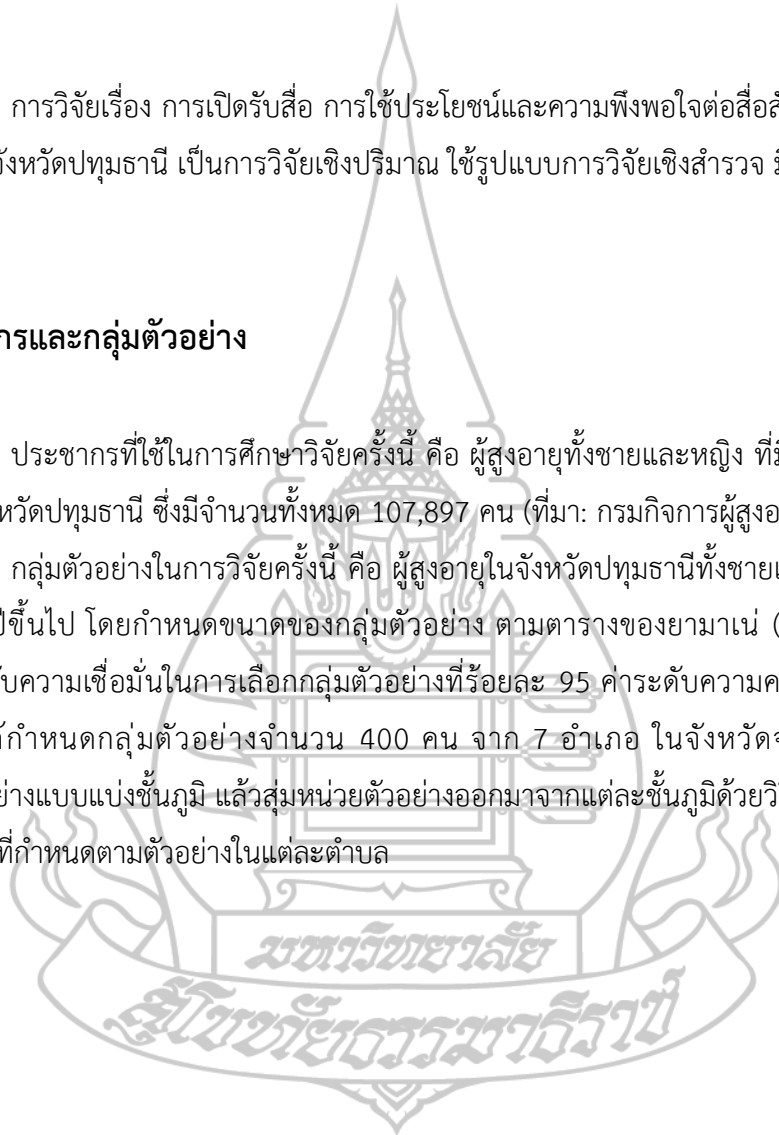 การวิจัยเรื่อง การเปิดรับสื่อ การใช้ประโยชน์และความพึงพอใจต่อสื่อ
จังหวัดปทุมธานี เป็นการวิจัยเชิงปริมาณ ใช้รูปแบบการวิจัยเชิงสำรวจ
กรและกลุ่มตัวอย่าง
ประชากรที่ใช้ในการศึกษาวิจัยครั้งนี้ คือ ผู้สูงอายุทั้งชายและหญิง ที่
หวัดปทุมธานี ซึ่งมีจำนวนทั้งหมด 107,897 คน (ที่มา: กรมกิจการผู้สูงอ
กลุ่มตัวอย่างในการวิจัยครั้งนี้ คือ ผู้สูงอายุในจังหวัดปทุมธานีทั้งชาย
ปีขึ้นไป โดยกำหนดขนาดของกลุ่มตัวอย่าง ตามตารางของยามาเน่ (
ับความเชื่อมั่นในการเลือกกลุ่มตัวอย่างที่ร้อยละ 95 ค่าระดับความค
กำหนดกลุ่มตัวอย่างจำนวน 400 คน จาก 7 อำเภอ ในจังหวัด
ย่างแบบแบ่งชั้นภูมิ แล้วสุ่มหน่วยตัวอย่างออกมาจากแต่ละชั้นภูมิด้วย
ที่กำหนดตามตัวอย่างในแต่ละตำบล
มหาวิทยาลัย
สุโขทัยธรรมาธิราช